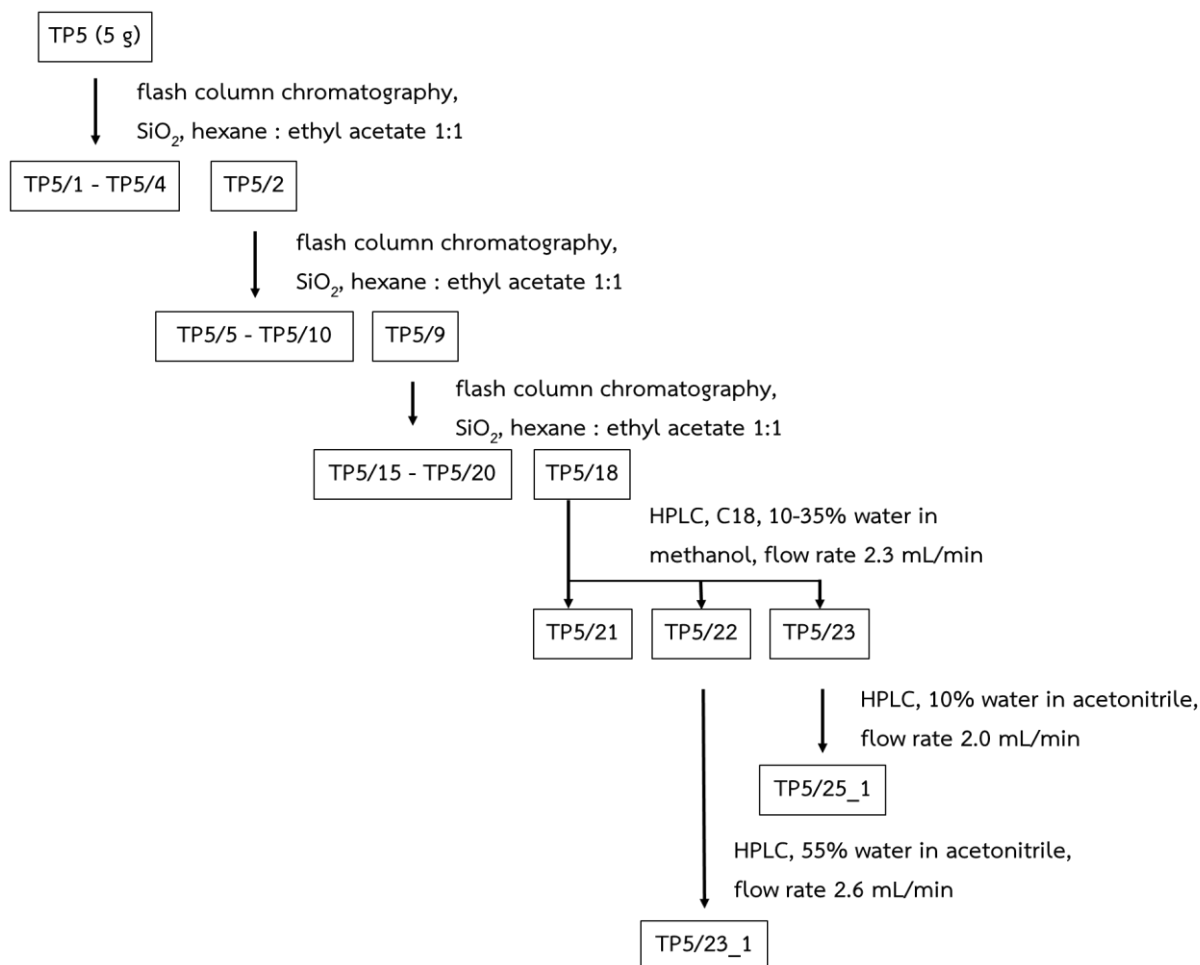 TP5 (5 g)
flash column chromatography,
SiO₂, hexane : ethyl acetate 1:1
TP5/1 - TP5/4
TP5/2
flash column chromatography,
SiO₂, hexane : ethyl acetate 1:1
TP5/5 - TP5/10
TP5/9
flash column chromatography,
SiO₂, hexane : ethyl acetate 1:1
TP5/15 - TP5/20
TP5/18
HPLC, C18, 10-35% water in
methanol, flow rate 2.3 mL/min
TP5/21
TP5/22
TP5/23
HPLC, 10% water in acetonitrile,
flow rate 2.0 mL/min
TP5/25_1
HPLC, 55% water in acetonitrile,
flow rate 2.6 mL/min
TP5/23_1